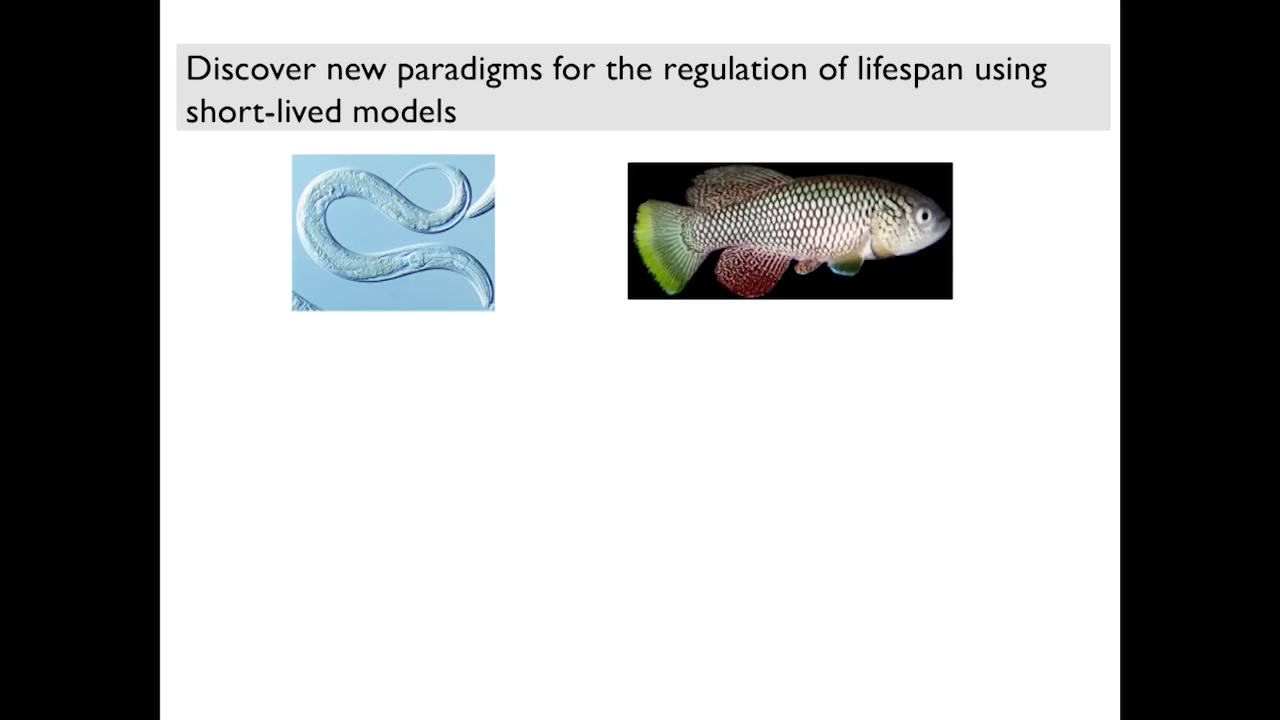 Discover new paradigms for the regulation of lifespan using
short-lived models